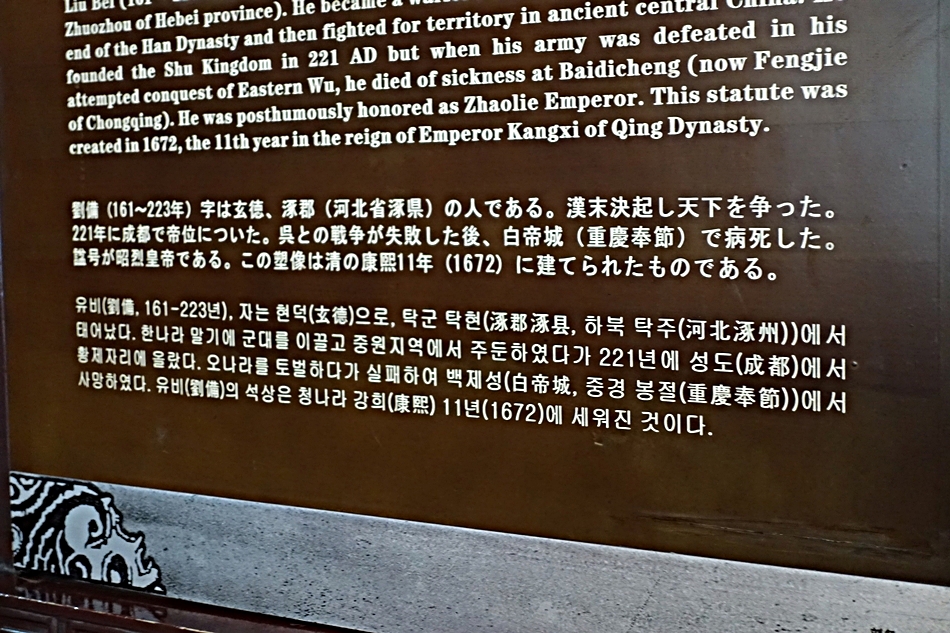 Liu Bei (161
Zhuozhou of Hebei province). He became a
end of the Han Dynasty and then fighted for territory in ancient central China.
founded the Shu Kingdom in 221 AD but when his army was defeated in his
attempted conquest of Eastern Wu, he died of sickness at Baidicheng (now Fengjie
of Chongqing). He was posthumously honored as Zhaolie Emperor. This statute was
created in 1672, the 11th year in the reign of Emperor Kangxi of Qing Dynasty.
劉備（161～223年）字は玄徳、涿郡（河北省涿県）の人である。漢末決起し天下を争った。
221年に成都で帝位についた。呉との戦争が失敗した後、白帝城（重慶奉節）で病死した。
諡号が昭烈皇帝である。この塑像は清の康熙11年（1672）に建てられたものである。
유비(劉備, 161-223년), 자는 현덕(玄德)으로, 탁군 탁현(涿郡涿县, 하북 탁주(河北涿州))에서
태어났다. 한나라 말기에 군대를 이끌고 중원지역에서 주둔하였다가 221년에 성도(成都)에서
황제자리에 올랐다. 오나라를 토벌하다가 실패하여 백제성(白帝城, 중경 봉절(重慶奉節))에서
사망하였다. 유비(劉備)의 석상은 청나라 강희(康熙) 11년(1672)에 세워진 것이다.